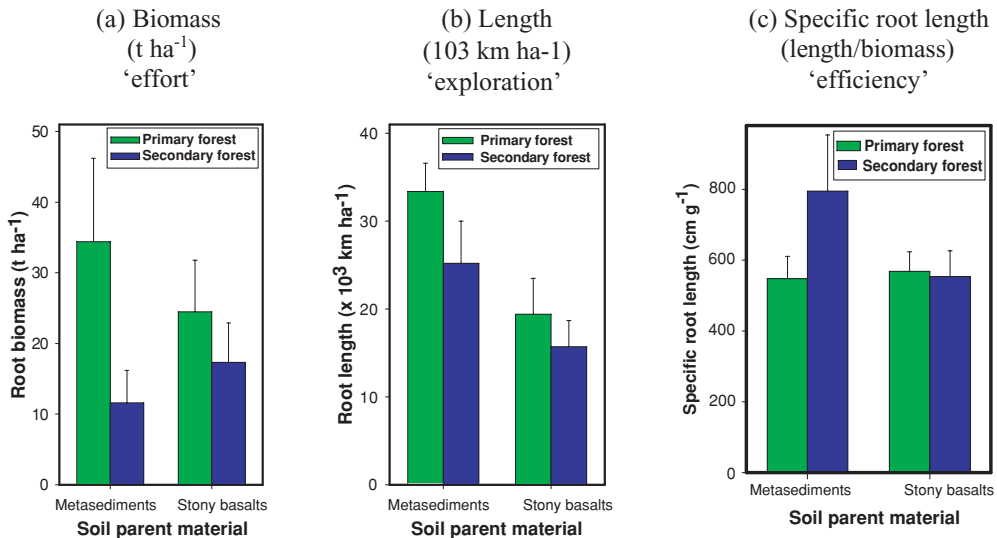 (a) Biomass
(t ha-1)
‘effort’
50
40
30
20
10
0
Root biomass (t ha-1)
Primary forest
Secondary forest
Metasediments
Stony basalts
Soil parent material
(b) Length
(103 km ha-1)
‘exploration’
40
30
20
10
0
Root length (x 103 km ha-1)
Primary forest
Secondary forest
Metasediments
Stony basalts
Soil parent material
(c) Specific root length
(length/biomass)
‘efficiency’
800
600
400
200
0
Specific root length (cm g-1)
Primary forest
Secondary forest
Metasediments
Stony basalts
Soil parent material